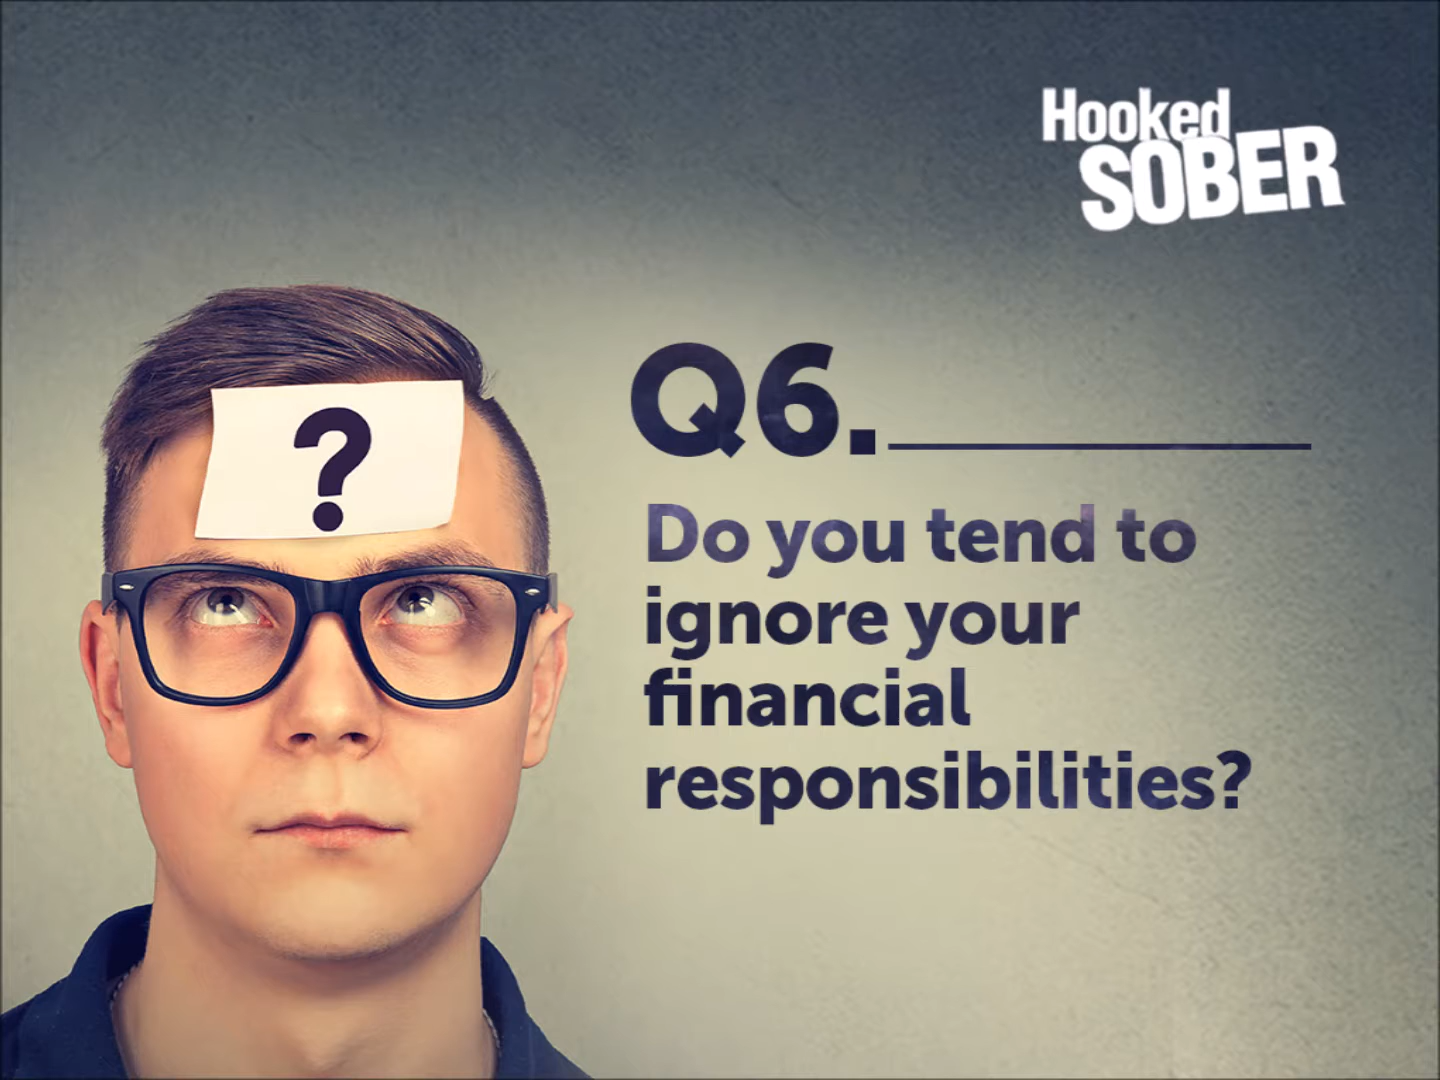 Hooked
SOBER
?
Q6.
Do you tend to
ignore your
financial
responsibilities?